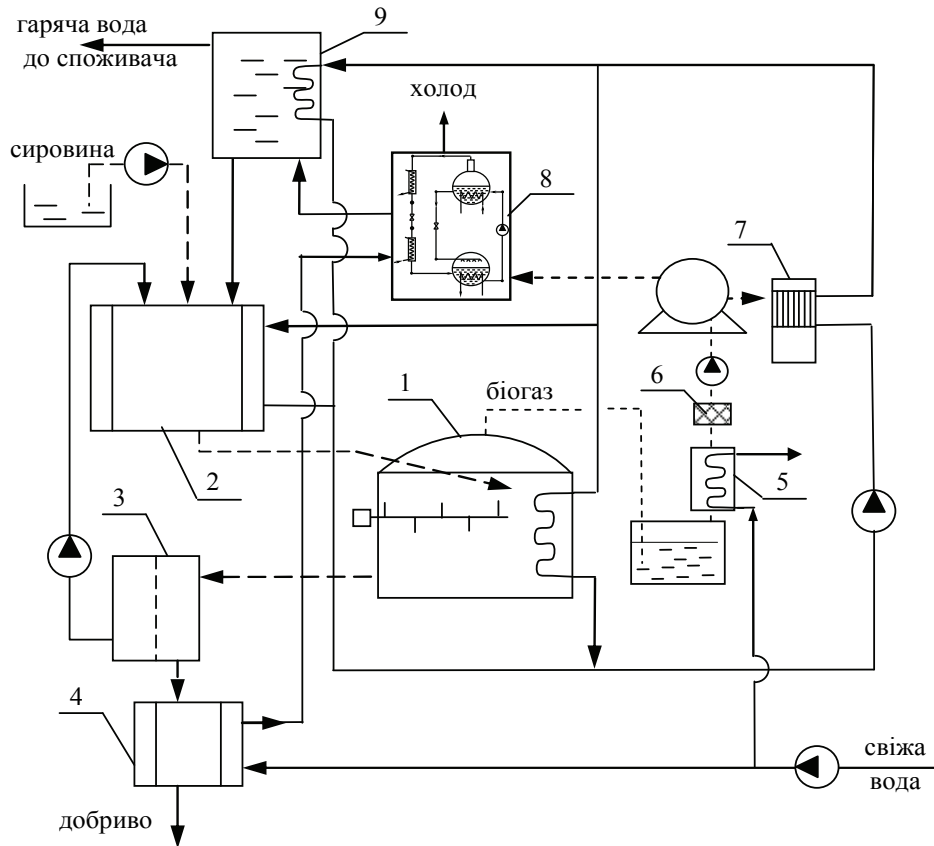 гаряча вода
до споживача
9
холод
сировина
8
7
1
біогаз
6
2
5
3
4
свіжа
вода
добриво